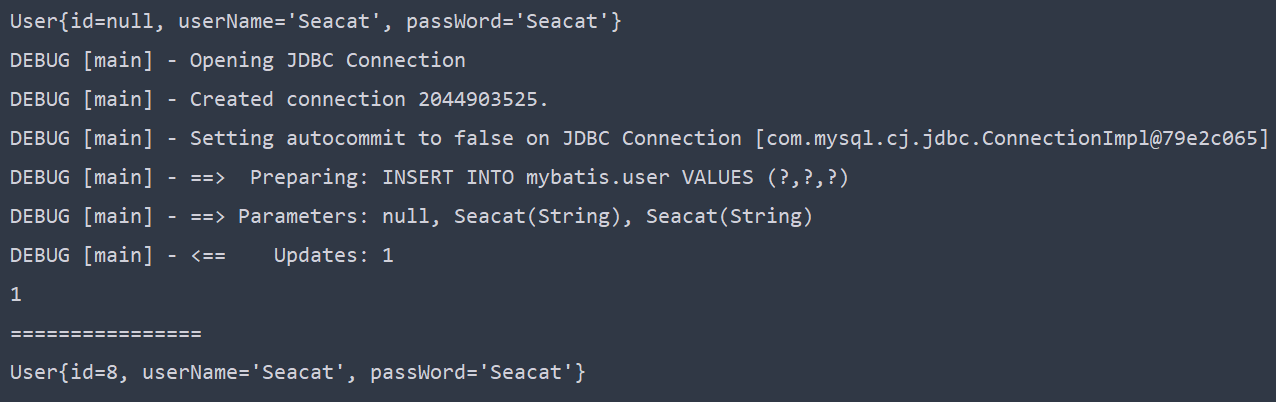 User{id=null, userName='Seacat', passWord='Seacat'}
DEBUG [main] - Opening JDBC Connection
DEBUG [main] - Created connection 2044903525.
DEBUG [main] - Setting autocommit to false on JDBC Connection [com.mysql.cj.jdbc.ConnectionImpl@79e2c065]
DEBUG [main] - ==>  Preparing: INSERT INTO mybatis.user VALUES (?,?,?)
DEBUG [main] - ==> Parameters: null, Seacat(String), Seacat(String)
DEBUG [main] - <==    Updates: 1
1
================
User{id=8, userName='Seacat', passWord='Seacat'}